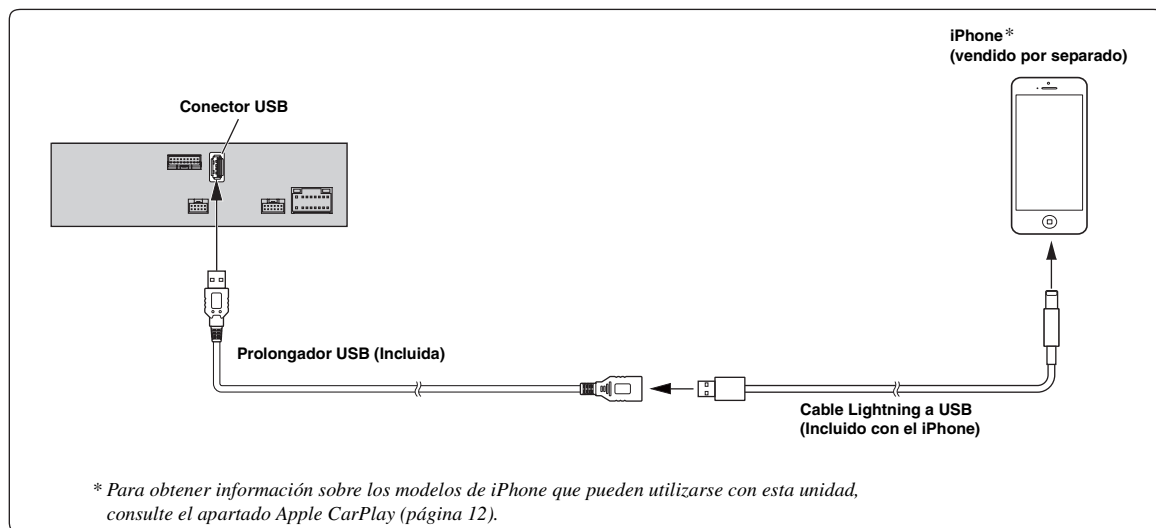 iPhone*
(vendido por separado)
Conector USB
Prolongador USB (Incluida)
Cable Lightning a USB
(Incluido con el iPhone)
* Para obtener información sobre los modelos de iPhone que pueden utilizarse con esta unidad,
consulte el apartado Apple CarPlay (página 12).